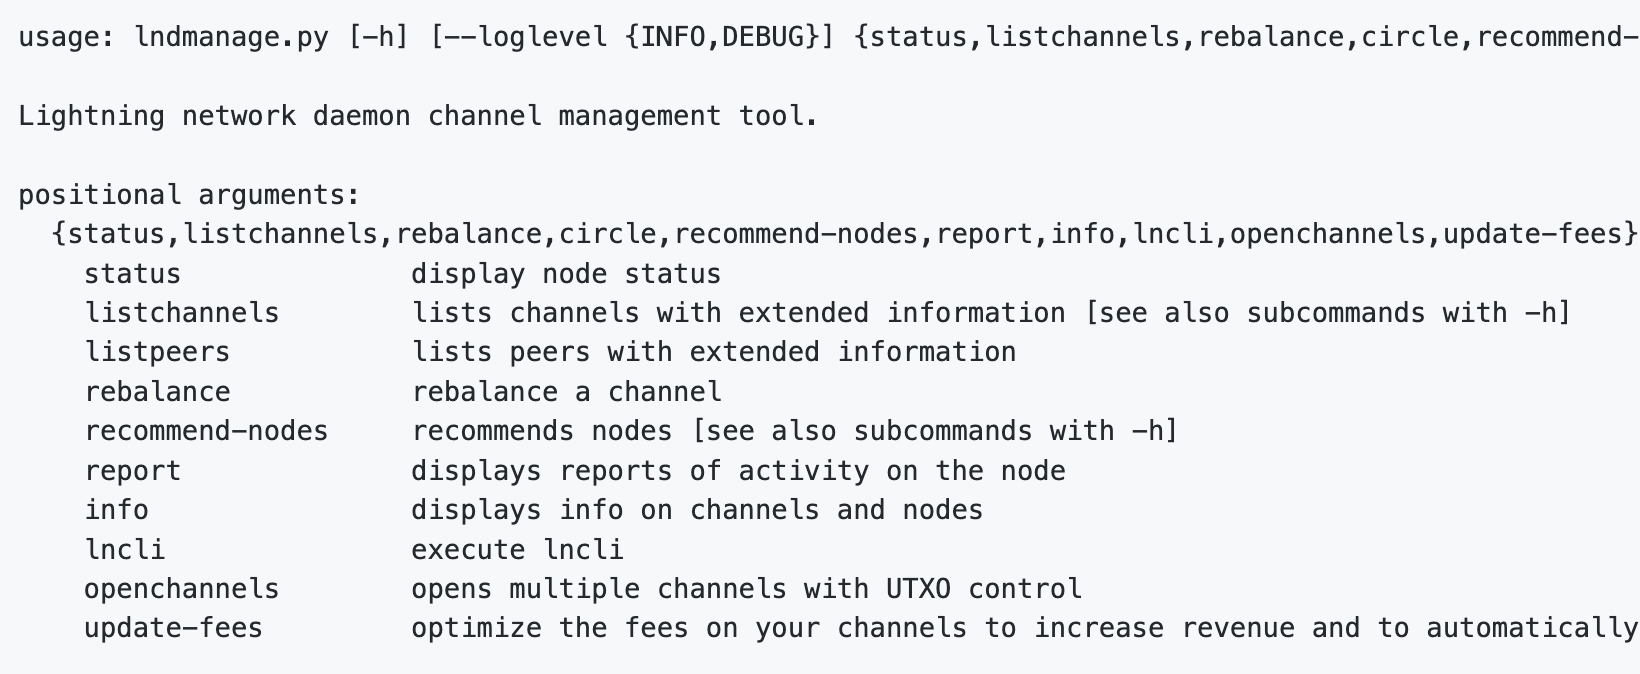 usage: lndmanage.py [-h] [--loglevel {INFO,DEBUG}] {status,listchannels,rebalance,circle,recommend-
Lightning network daemon channel management tool.
positional arguments:
  {status,listchannels,rebalance,circle,recommend-nodes,report,info,lncli,openchannels,update-fees}
    status              display node status
    listchannels        lists channels with extended information [see also subcommands with -h]
    listpeers           lists peers with extended information
    rebalance           rebalance a channel
    recommend-nodes     recommends nodes [see also subcommands with -h]
    report              displays reports of activity on the node
    info                displays info on channels and nodes
    lncli               execute lncli
    openchannels        opens multiple channels with UTXO control
    update-fees         optimize the fees on your channels to increase revenue and to automatically